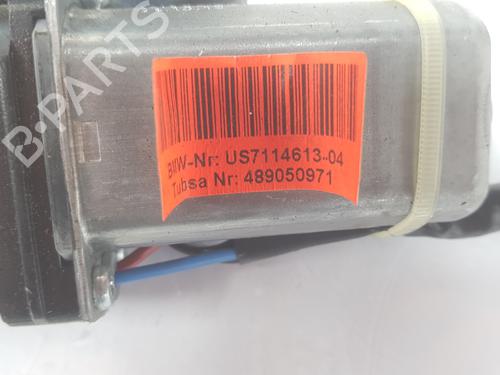 BMW-Nr: US7114613-04
Tubsa Nr: 489050971
B-PARTS